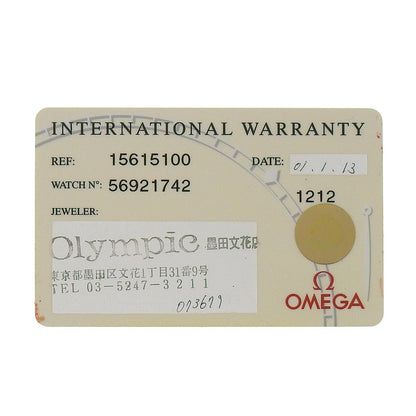 INTERNATIONAL WARRANTY
REF: 15615100 DATE: 01.1.13
WATCH Nº: 56921742 1212
JEWELER:
Olympic 墨田文花店
東京都墨田区文花1丁目31番9号
TEL 03-5247-3211
073677
Ω
OMEGA